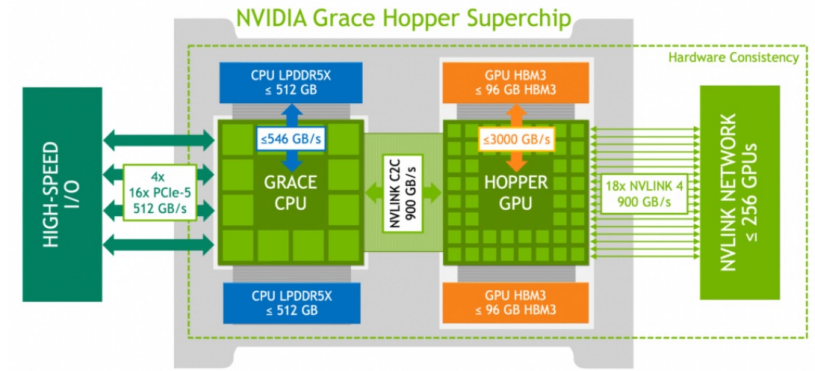 NVIDIA Grace Hopper Superchip
Hardware Consistency
CPU LPDDR5X
≤ 512 GB
GPU HBM3
≤ 96 GB HBM3
HIGH-SPEED
I/O
4x
16x PCIe-5
512 GB/s
≤546 GB/s
GRACE
CPU
NVLINK C2C
900 GB/s
≤3000 GB/s
HOPPER
GPU
18x NVLINK 4
900 GB/s
NVLINK NETWORK
≤ 256 GPUs
CPU LPDDR5X
≤ 512 GB
GPU HBM3
≤ 96 GB HBM3